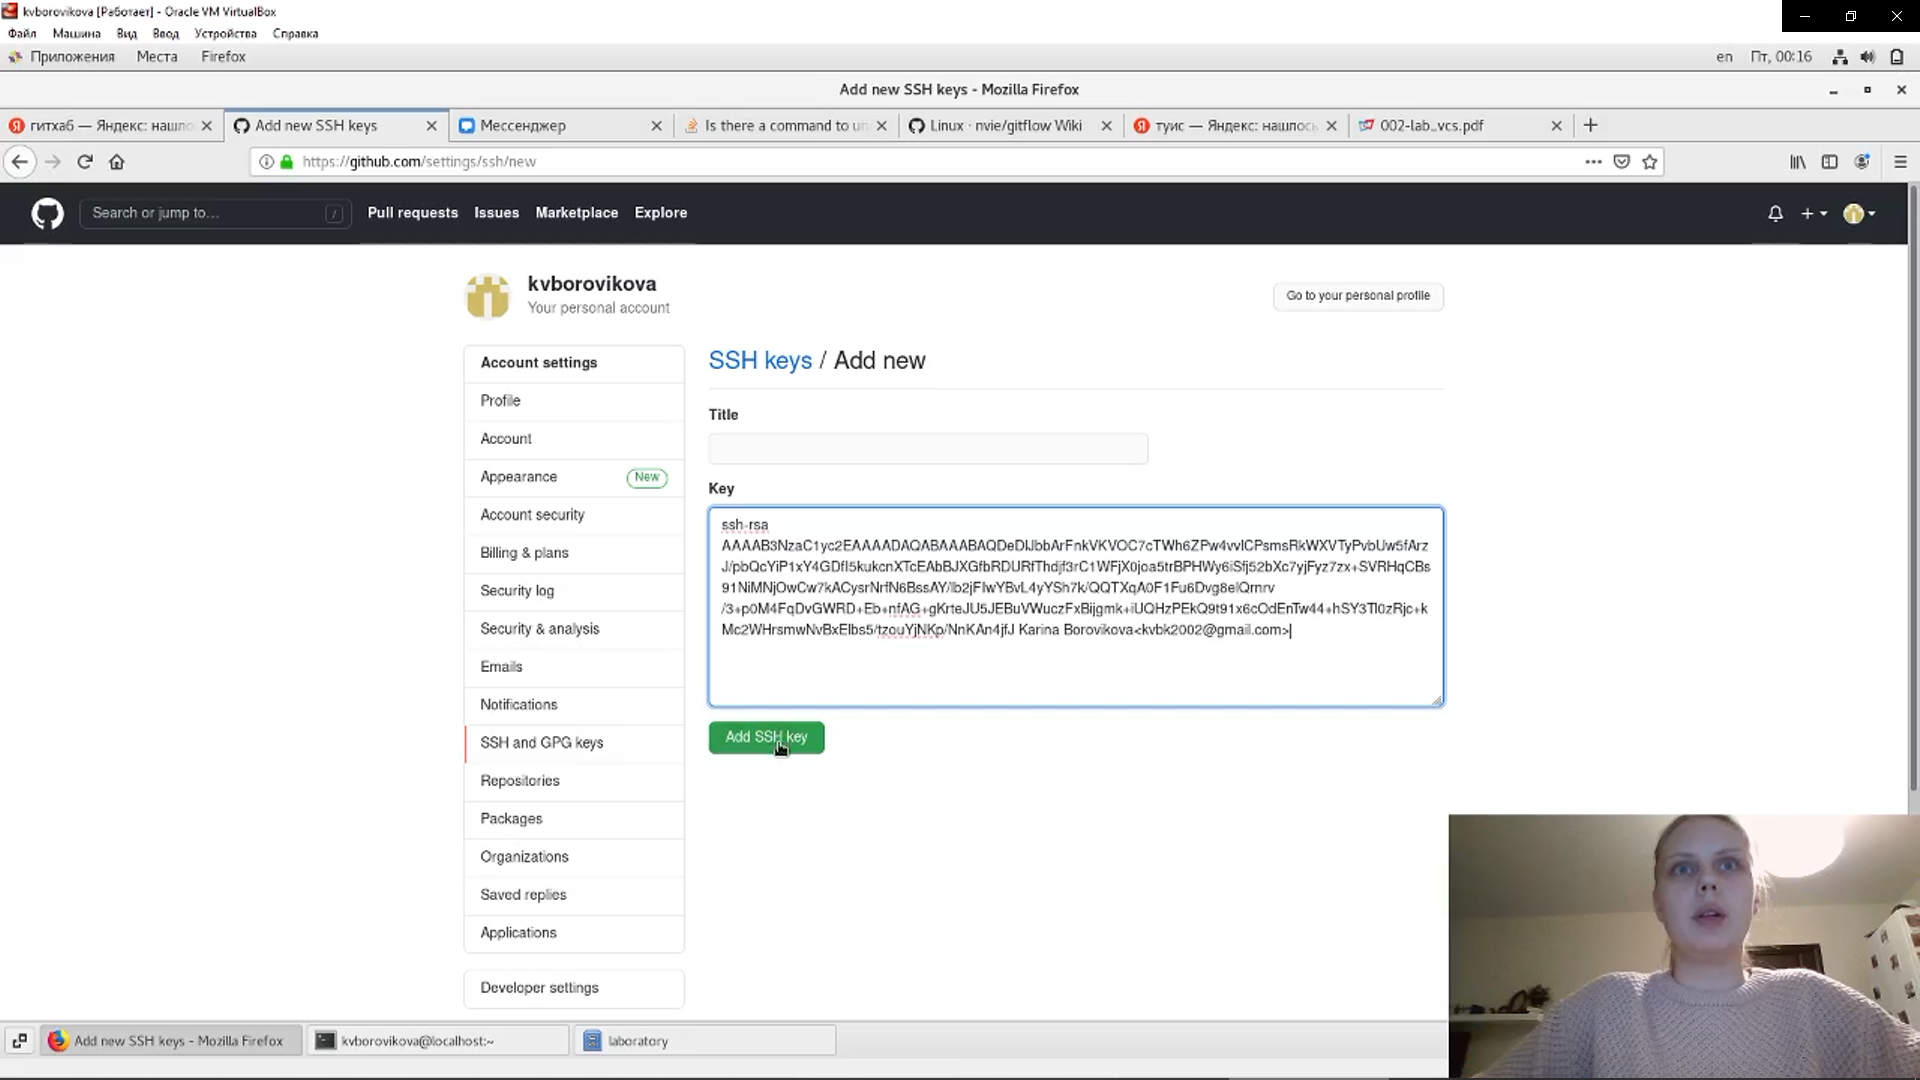 kvborovikova [Работает] - Oracle VM VirtualBox
Файл Машина Вид Ввод Устройства Справка
Приложения Места Firefox
en Пт, 00:16
Add new SSH keys - Mozilla Firefox
гитхаб — Яндекс: нашло
Add new SSH keys
Мессенджер
Is there a command to un
Linux · nvie/gitflow Wiki
туис — Яндекс: нашлось
002-lab_vcs.pdf
https://github.com/settings/ssh/new
Search or jump to… /
Pull requests Issues Marketplace Explore
kvborovikova
Your personal account
Go to your personal profile
Account settings
Profile
Account
Appearance New
Account security
Billing & plans
Security log
Security & analysis
Emails
Notifications
SSH and GPG keys
Repositories
Packages
Organizations
Saved replies
Applications
Developer settings
SSH keys / Add new
Title
Key
ssh-rsa
Karina Borovikova<kvbk2002@gmail.com>
Add SSH key
Add new SSH keys - Mozilla Firefox
kvborovikova@localhost:~
laboratory